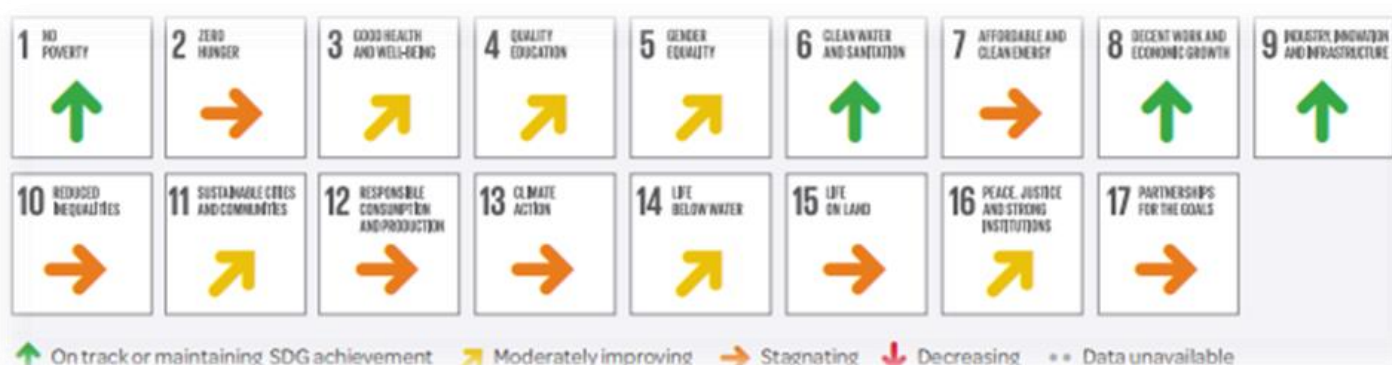 1 NO
POVERTY
2 ZERO
HUNGER
3 GOOD HEALTH
AND WELL-BEING
4 QUALITY
EDUCATION
5 GENDER
EQUALITY
6 CLEAN WATER
AND SANITATION
7 AFFORDABLE AND
CLEAN ENERGY
8 DECENT WORK AND
ECONOMIC GROWTH
9 INDUSTRY, INNOVATION
AND INFRASTRUCTURE
10 REDUCED
INEQUALITIES
11 SUSTAINABLE CITIES
AND COMMUNITIES
12 RESPONSIBLE
CONSUMPTION
AND PRODUCTION
13 CLIMATE
ACTION
14 LIFE
BELOW WATER
15 LIFE
ON LAND
16 PEACE, JUSTICE
AND STRONG
INSTITUTIONS
17 PARTNERSHIPS
FOR THE GOALS
On track or maintaining SDG achievement Moderately improving Stagnating Decreasing Data unavailable